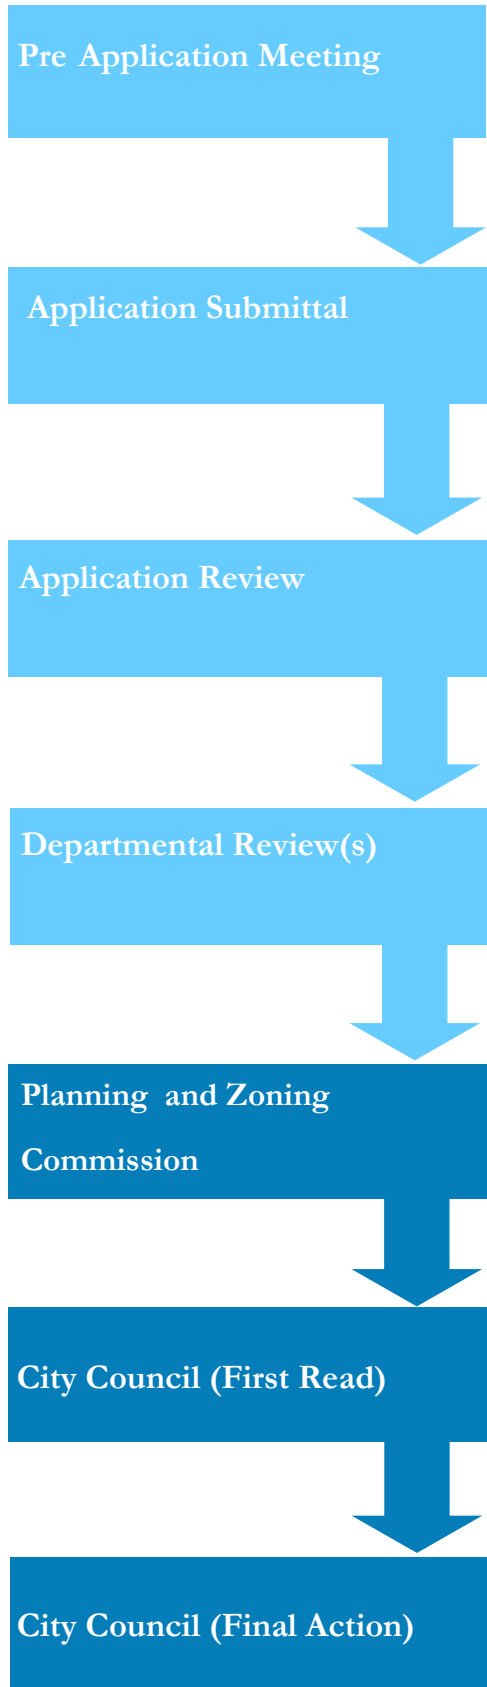 Pre Application Meeting
Application Submittal
Application Review
Departmental Review(s)
Planning and Zoning
Commission
City Council (First Read)
City Council (Final Action)